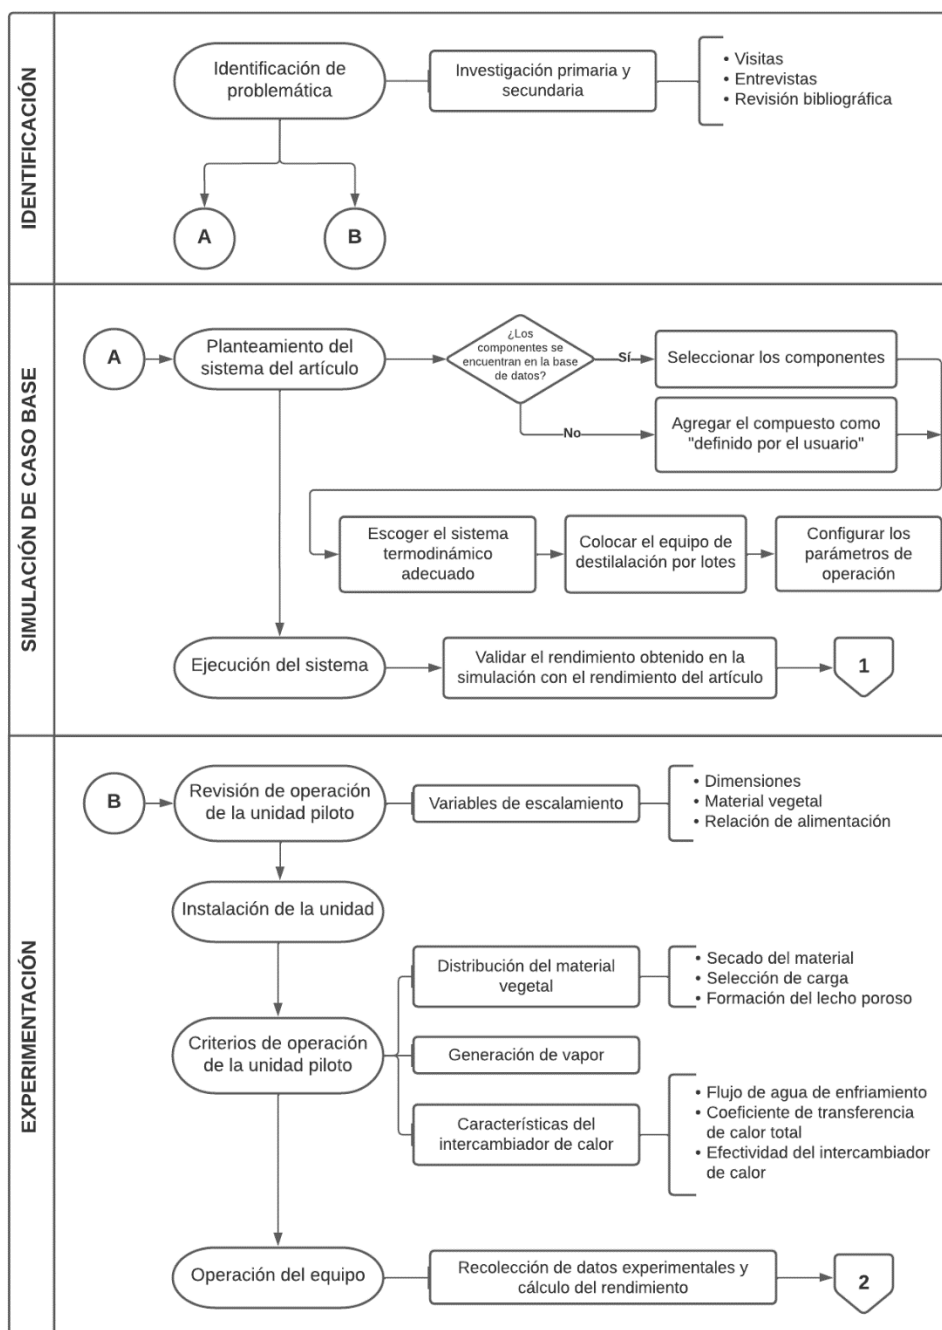 IDENTIFICACIÓN
Identificación de
problemática
Investigación primaria y
secundaria
• Visitas
• Entrevistas
• Revisión bibliográfica
A
B
SIMULACIÓN DE CASO BASE
A
Planteamiento del
sistema del artículo
¿Los
componentes se
encuentran en la base
de datos?
Sí
Seleccionar los componentes
No
Agregar el compuesto como
"definido por el usuario"
Escoger el sistema
termodinámico
adecuado
Colocar el equipo de
destilalación por lotes
Configurar los
parámetros de
operación
Ejecución del sistema
Validar el rendimiento obtenido en la
simulación con el rendimiento del artículo
1
EXPERIMENTACIÓN
B
Revisión de operación
de la unidad piloto
Variables de escalamiento
• Dimensiones
• Material vegetal
• Relación de alimentación
Instalación de la unidad
Criterios de operación
de la unidad piloto
Distribución del material
vegetal
• Secado del material
• Selección de carga
• Formación del lecho poroso
Generación de vapor
Características del
intercambiador de calor
• Flujo de agua de enfriamiento
• Coeficiente de transferencia
de calor total
• Efectividad del intercambiador
de calor
Operación del equipo
Recolección de datos experimentales y
cálculo del rendimiento
2